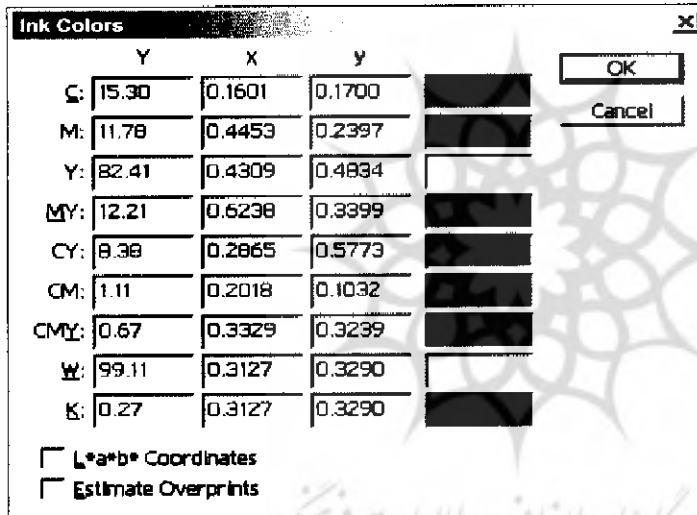 Ink Colors
Y x y
OK
C: 15.30 0.1601 0.1700
Cancel
M: 11.78 0.4453 0.2397
Y: 82.41 0.4309 0.4834
MY: 12.21 0.6238 0.3399
CY: 8.38 0.2865 0.5773
CM: 1.11 0.2018 0.1032
CMY: 0.67 0.3329 0.3239
W: 99.11 0.3127 0.3290
K: 0.27 0.3127 0.3290
L*a*b* Coordinates
Estimate Overprints